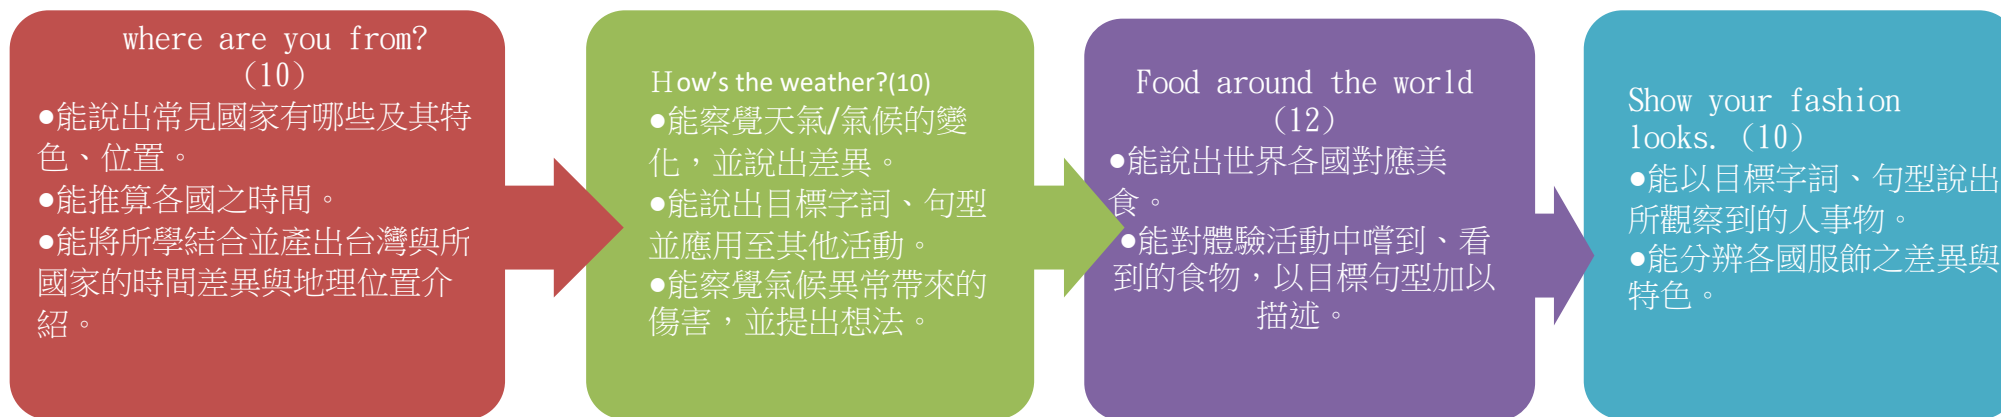 where are you from?
(10)
●能說出常見國家有哪些及其特
色、位置。
●能推算各國之時間。
●能將所學結合並產出台灣與所
國家的時間差異與地理位置介
紹。
How’s the weather?(10)
●能察覺天氣/氣候的變
化，並說出差異。
●能說出目標字詞、句型
並應用至其他活動。
●能察覺氣候異常帶來的
傷害，並提出想法。
Food around the world
(12)
●能說出世界各國對應美
食。
●能對體驗活動中嚐到、看
到的食物，以目標句型加以
描述。
Show your fashion
looks. (10)
●能以目標字詞、句型說出
所觀察到的人事物。
●能分辨各國服飾之差異與
特色。